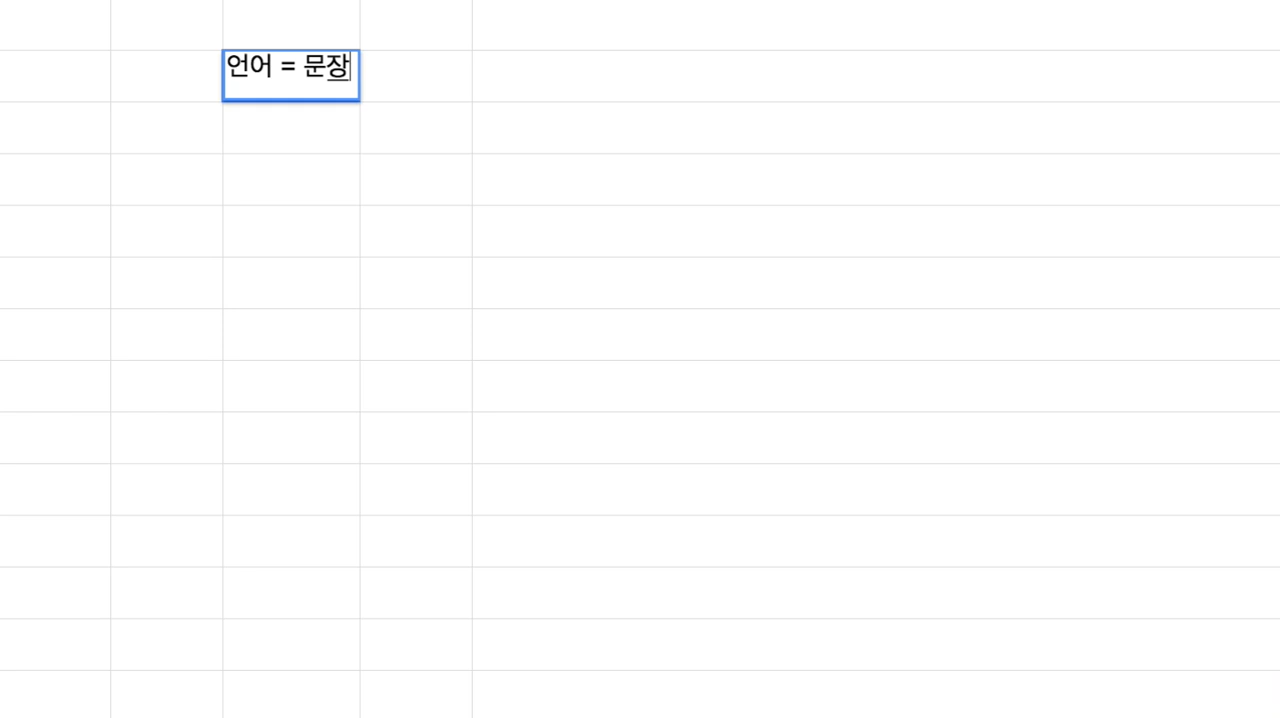 언어 = 문장